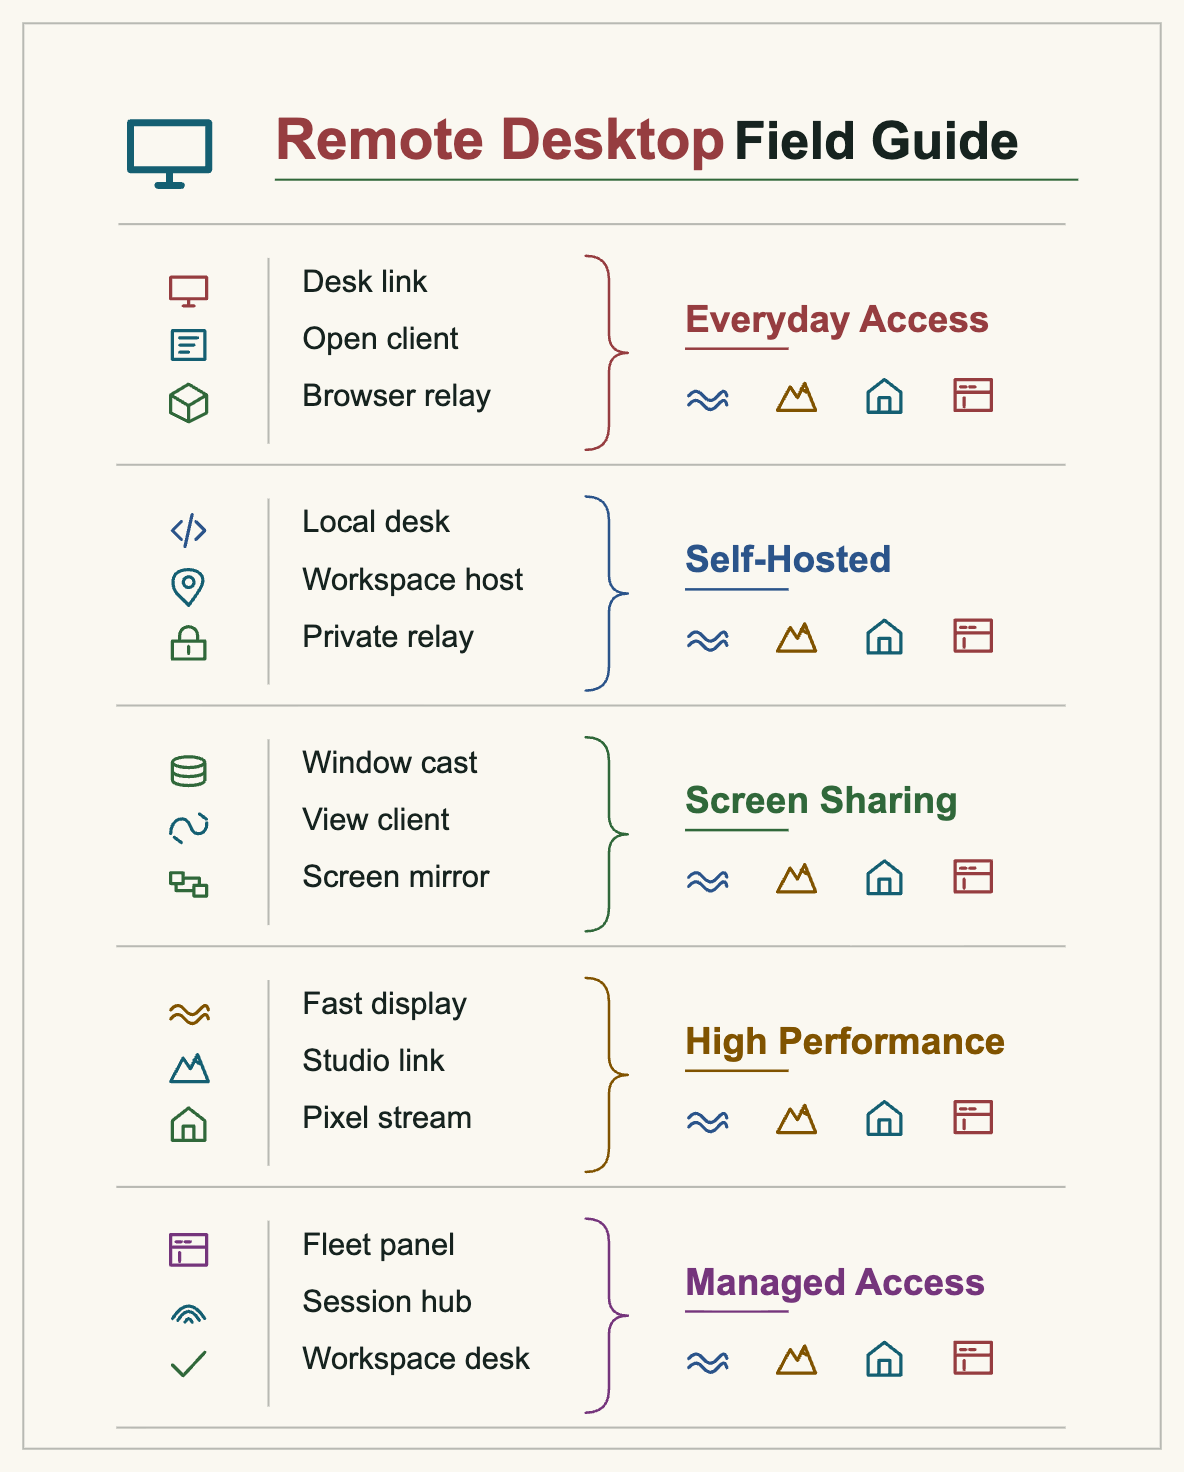 Remote Desktop Field Guide
Desk link
Open client
Browser relay
Everyday Access
Local desk
Workspace host
Private relay
Self-Hosted
Window cast
View client
Screen mirror
Screen Sharing
Fast display
Studio link
Pixel stream
High Performance
Fleet panel
Session hub
Workspace desk
Managed Access